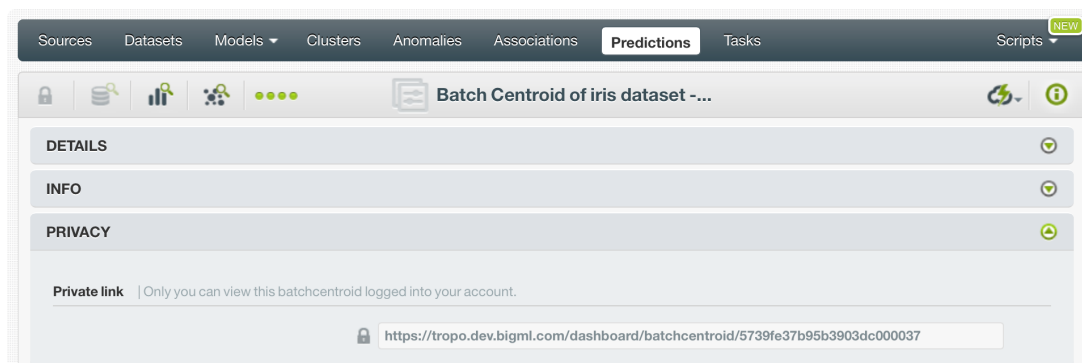 NEW
Sources Datasets Models Clusters Anomalies Associations Predictions Tasks Scripts
Batch Centroid of iris dataset -...
DETAILS
INFO
PRIVACY
Private link | Only you can view this batchcentroid logged into your account.
https://tropo.dev.bigml.com/dashboard/batchcentroid/5739fe37b95b3903dc000037